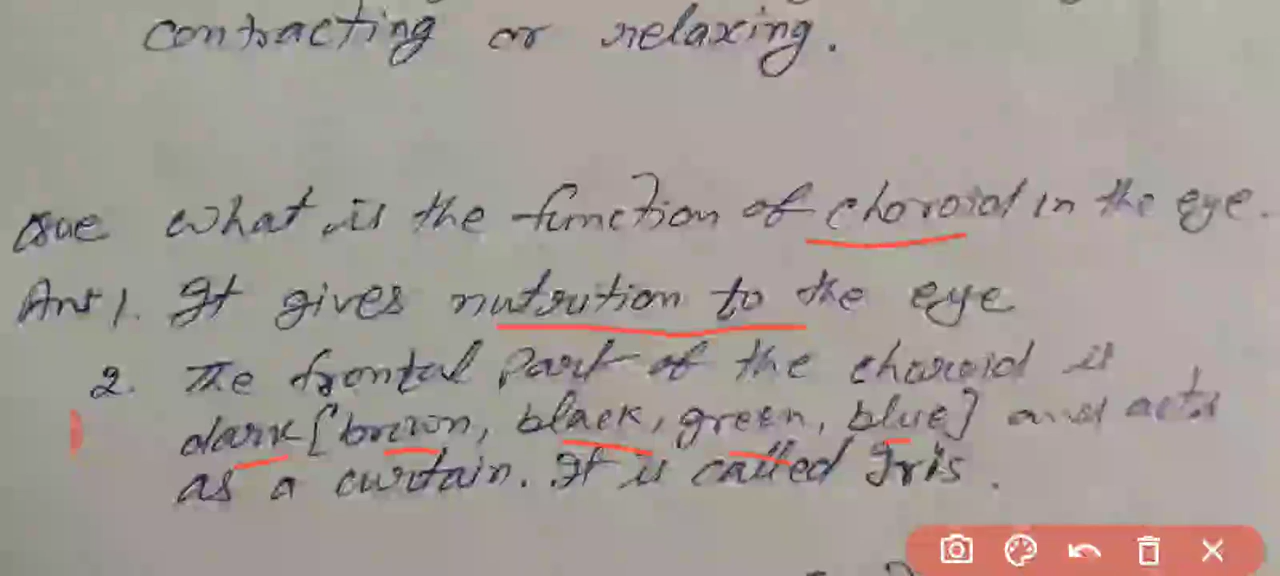 contracting or relaxing.
Que What is the function of choroid in the eye.
Ans 1. It gives nutrition to the eye
2. The frontal part of the choroid is
dark [brown, black, green, blue] and acts
as a curtain. It is called Iris.